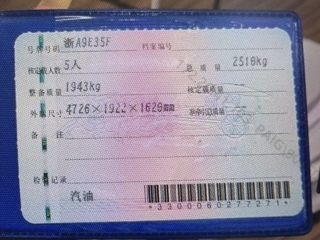 号牌号码 浙A9E35F 档案编号
核定载人数 5人 总质量 2518kg
整备质量 1943kg 核定载质量
外廓尺寸 4726×1922×1620mm 准牵引总质量
备注
检验记录
汽油
*3300060277271*